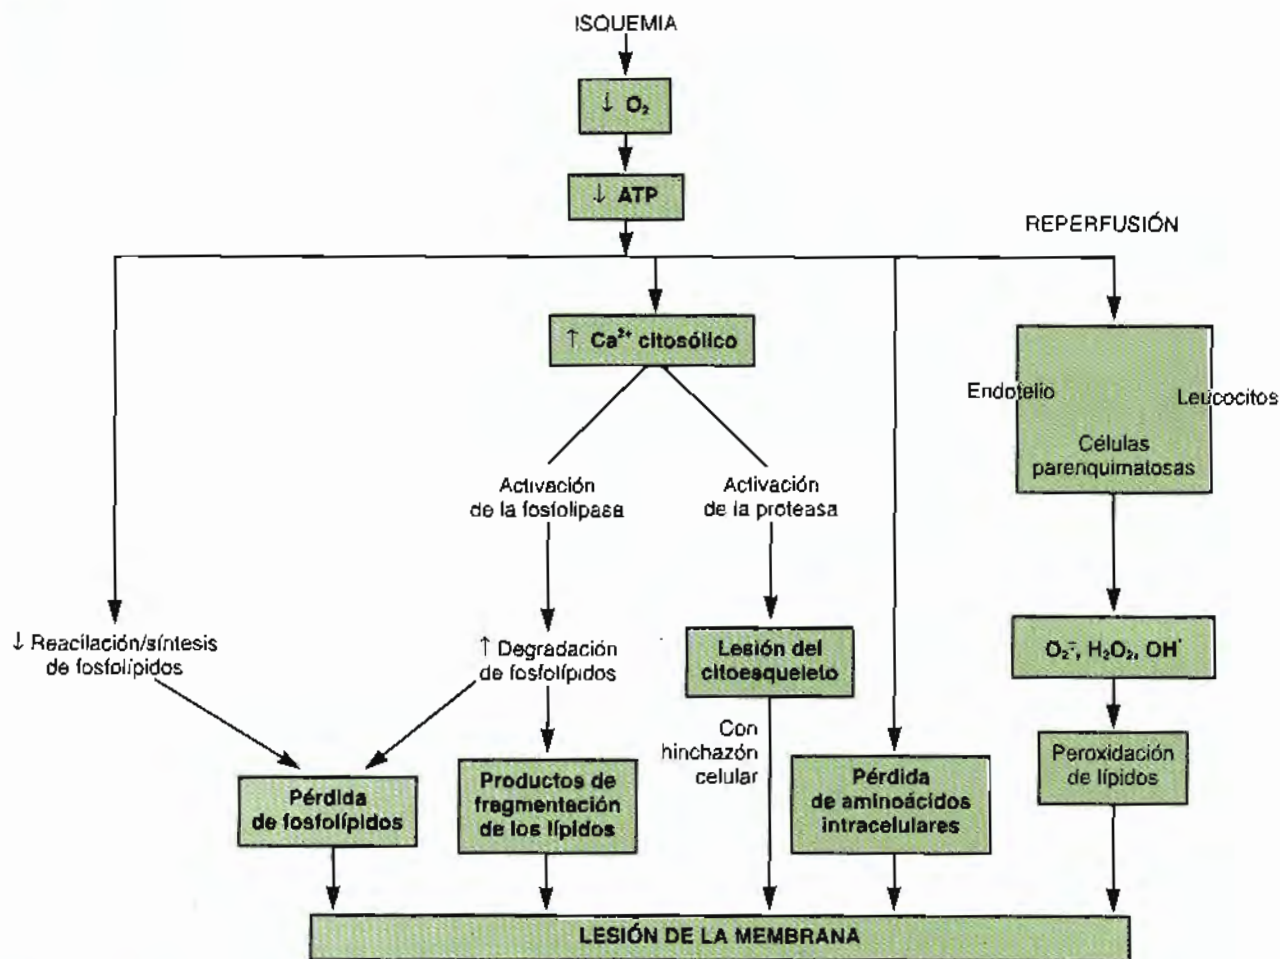 ISQUEMIA
↓ O₂
↓ ATP
REPERFUSIÓN
↑ Ca²⁺ citosólico
Endotelio
Leucocitos
Células
parenquimatosas
Activación
de la fosfolipasa
Activación
de la proteasa
↓ Reacilación/síntesis
de fosfolípidos
↑ Degradación
de fosfolípidos
Lesión del
citoesqueleto
O₂⁻, H₂O₂, OH˙
Con
hinchazón
celular
Pérdida
de fosfolípidos
Productos de
fragmentación
de los lípidos
Pérdida
de aminoácidos
intracelulares
Peroxidación
de lípidos
LESIÓN DE LA MEMBRANA